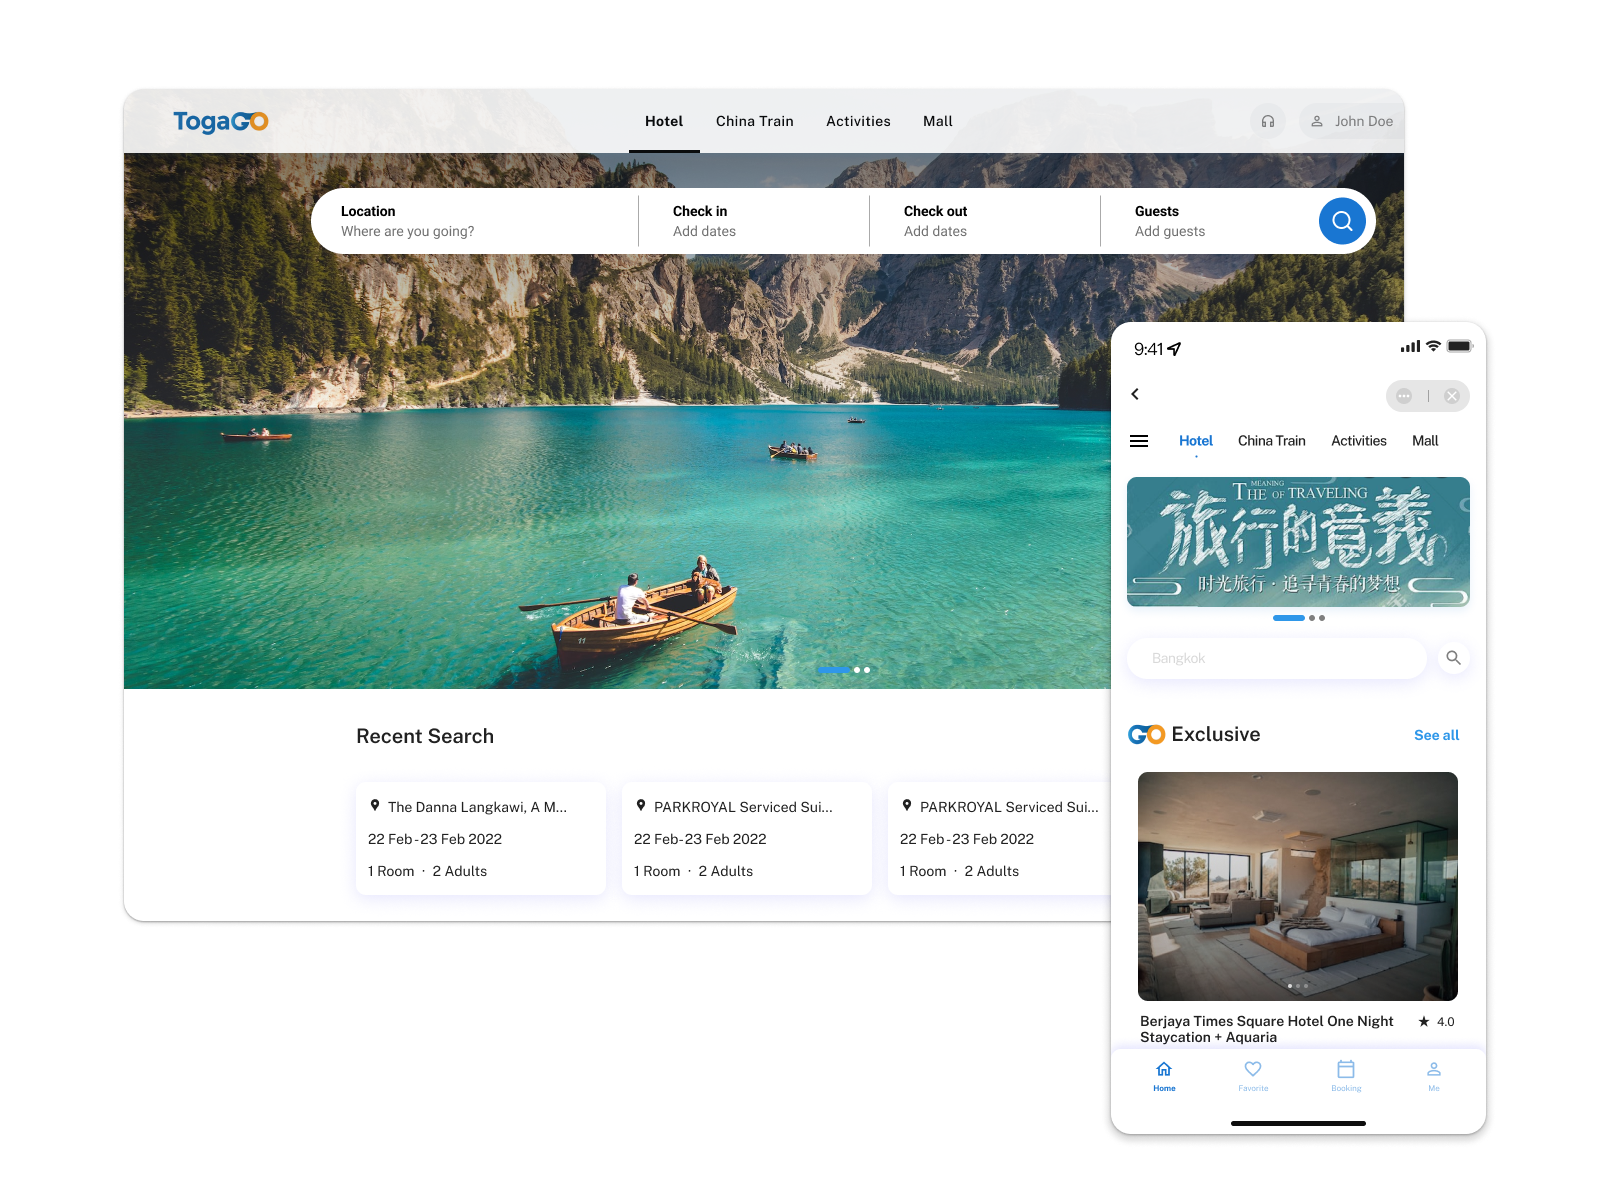 TogaGO
Hotel
China Train
Activities
Mall
John Doe
Location
Where are you going?
Check in
Add dates
Check out
Add dates
Guests
Add guests
11
Recent Search
The Danna Langkawi, A M...
22 Feb - 23 Feb 2022
1 Room · 2 Adults
PARKROYAL Serviced Sui...
22 Feb - 23 Feb 2022
1 Room · 2 Adults
PARKROYAL Serviced Sui...
22 Feb - 23 Feb 2022
1 Room · 2 Adults
9:41
Hotel
China Train
Activities
Mall
THE MEANING OF TRAVELING
旅行的意義
时光旅行 · 追寻青春的梦想
Bangkok
GO Exclusive
See all
Berjaya Times Square Hotel One Night
Staycation + Aquaria
4.0
Home
Favorite
Booking
Me